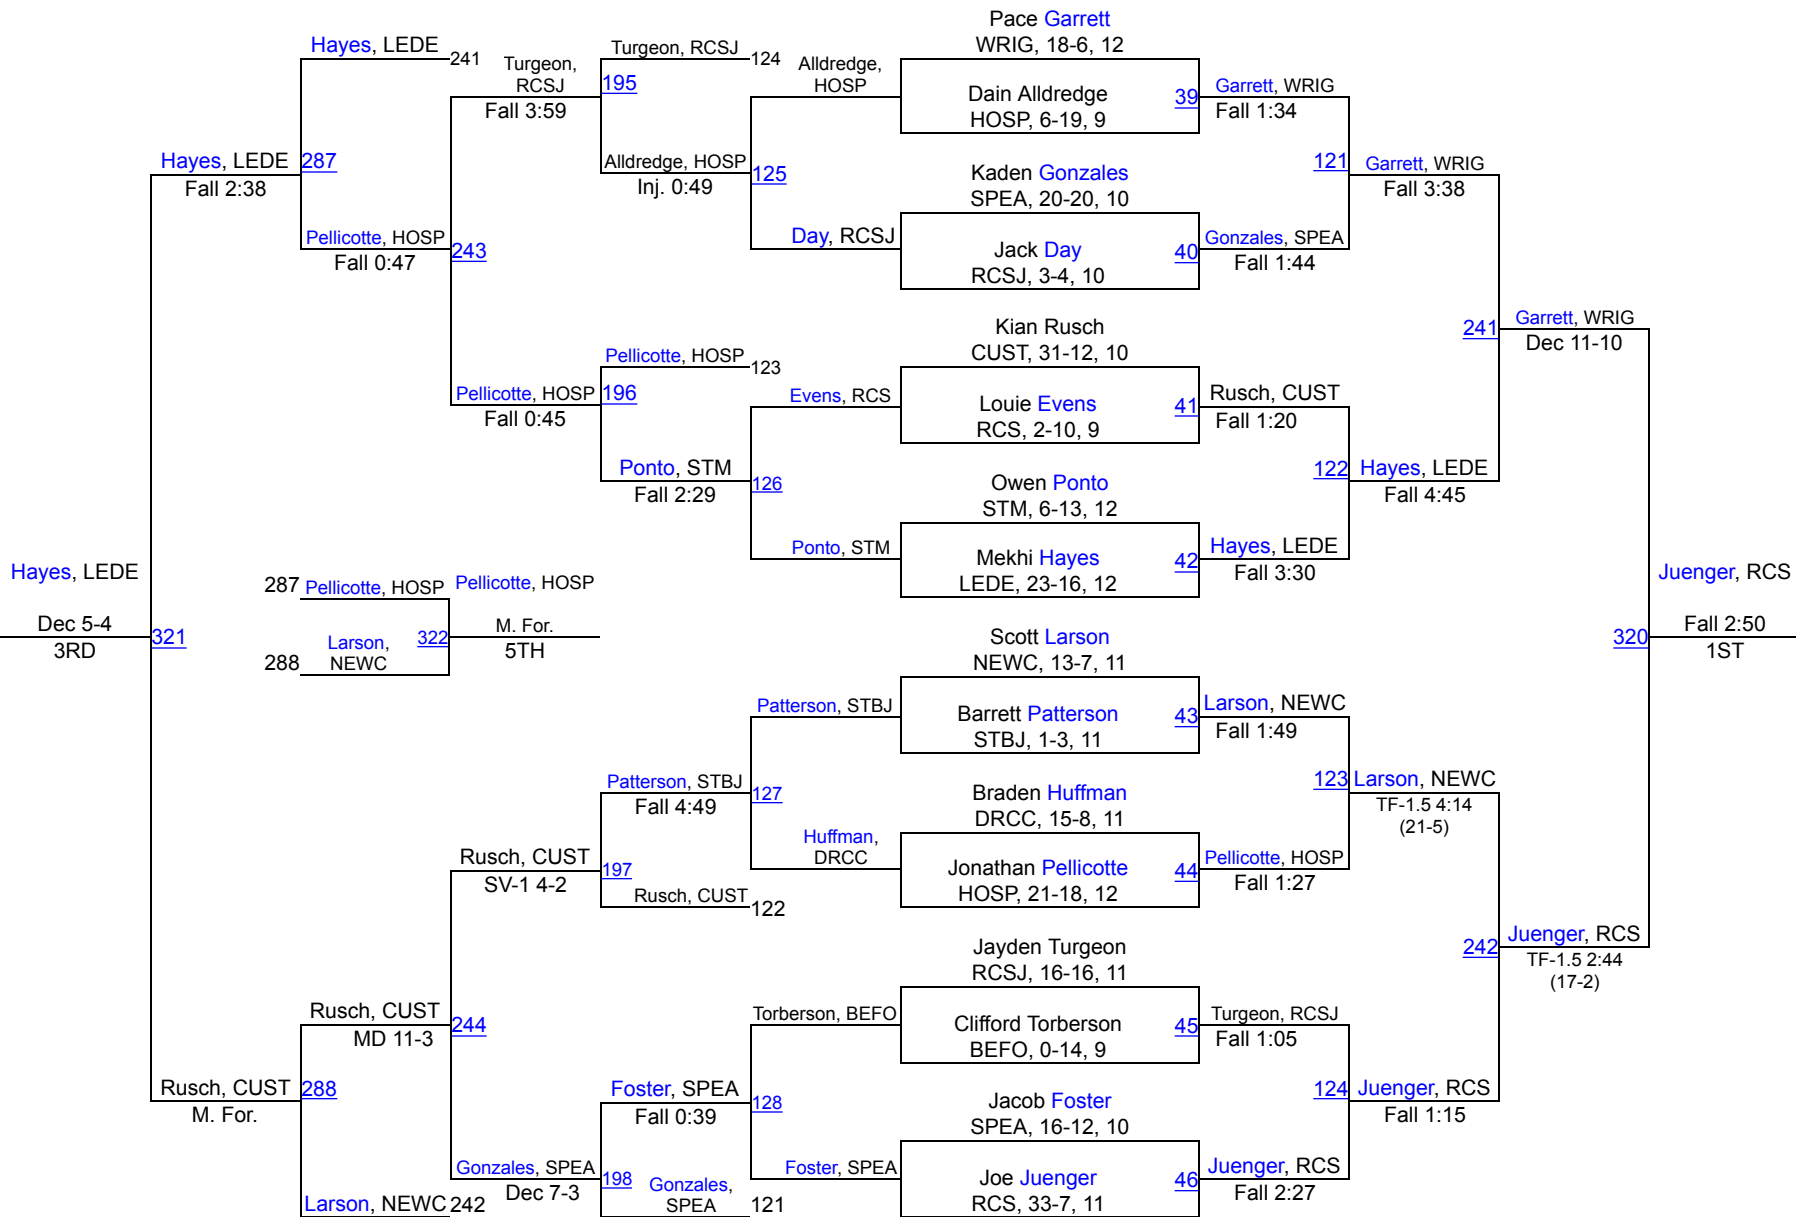 Pace Garrett
WRIG, 18-6, 12
Dain Alldredge
HOSP, 6-19, 9
39
Kaden Gonzales
SPEA, 20-20, 10
Jack Day
RCSJ, 3-4, 10
40
Kian Rusch
CUST, 31-12, 10
Louie Evens
RCS, 2-10, 9
41
Owen Ponto
STM, 6-13, 12
Mekhi Hayes
LEDE, 23-16, 12
42
Scott Larson
NEWC, 13-7, 11
Barrett Patterson
STBJ, 1-3, 11
43
Braden Huffman
DRCC, 15-8, 11
Jonathan Pellicotte
HOSP, 21-18, 12
44
Jayden Turgeon
RCSJ, 16-16, 11
Clifford Torberson
BEFO, 0-14, 9
45
Jacob Foster
SPEA, 16-12, 10
Joe Juenger
RCS, 33-7, 11
46
Garrett, WRIG
Fall 1:34
121
Gonzales, SPEA
Fall 1:44
Rusch, CUST
Fall 1:20
122
Hayes, LEDE
Fall 3:30
Larson, NEWC
Fall 1:49
123
Pellicotte, HOSP
Fall 1:27
Turgeon, RCSJ
Fall 1:05
124
Juenger, RCS
Fall 2:27
Garrett, WRIG
Fall 3:38
241
Hayes, LEDE
Fall 4:45
Larson, NEWC
TF-1.5 4:14
(21-5)
242
Juenger, RCS
Fall 1:15
Garrett, WRIG
Dec 11-10
320
Juenger, RCS
TF-1.5 2:44
(17-2)
Juenger, RCS
Fall 2:50
1ST
Alldredge,
HOSP
125
Day, RCSJ
Evens, RCS
126
Ponto, STM
Patterson, STBJ
127
Huffman,
DRCC
Torberson, BEFO
128
Foster, SPEA
Turgeon, RCSJ
124
195
Alldredge, HOSP
Inj. 0:49
Pellicotte, HOSP
123
196
Ponto, STM
Fall 2:29
Patterson, STBJ
Fall 4:49
197
Rusch, CUST
122
Foster, SPEA
Fall 0:39
198
Gonzales,
SPEA
121
Turgeon,
RCSJ
Fall 3:59
243
Pellicotte, HOSP
Fall 0:45
Rusch, CUST
SV-1 4-2
244
Gonzales, SPEA
Dec 7-3
Hayes, LEDE
241
287
Pellicotte, HOSP
Fall 0:47
Rusch, CUST
MD 11-3
288
Larson, NEWC
242
Hayes, LEDE
Fall 2:38
321
Rusch, CUST
M. For.
Hayes, LEDE
Dec 5-4
3RD
287
Pellicotte, HOSP
322
288
Larson,
NEWC
Pellicotte, HOSP
M. For.
5TH